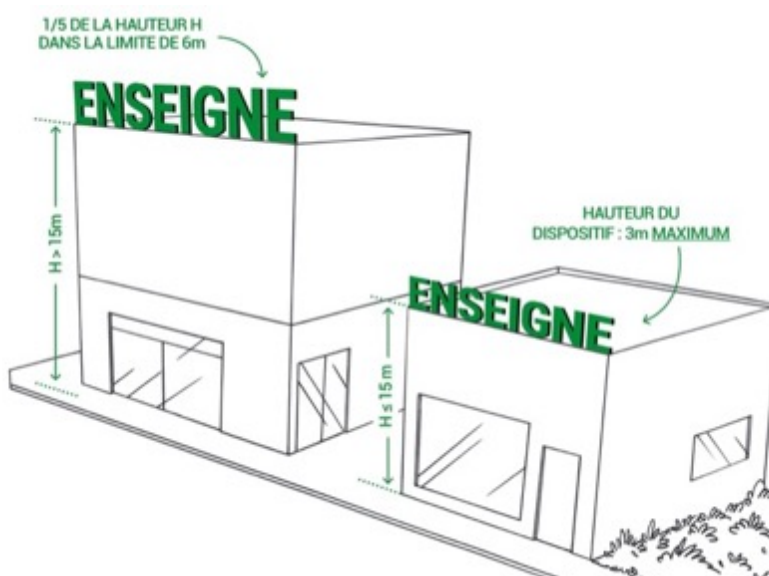 1/5 DE LA HAUTEUR H
DANS LA LIMITE DE 6m
ENSEIGNE
H > 15m
HAUTEUR DU
DISPOSITIF : 3m MAXIMUM
ENSEIGNE
H ≤ 15 m